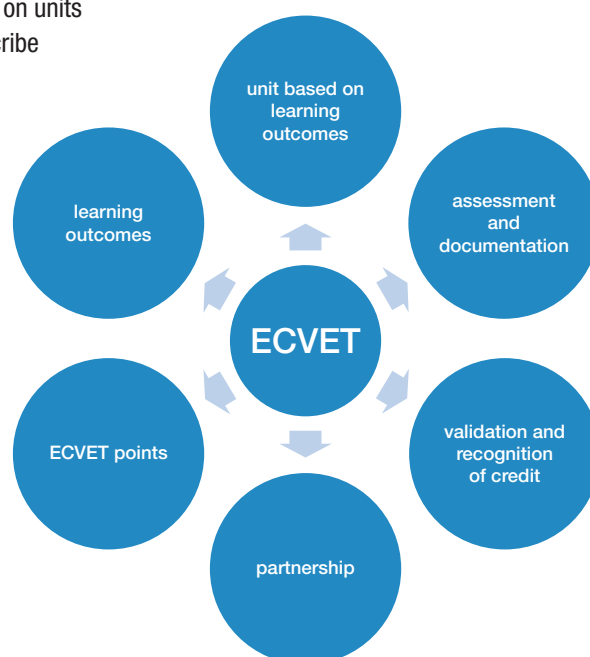 on units
unit based on
learning
outcomes
learning
outcomes
assessment
and
documentation
ECVET
ECVET points
validation and
recognition
of credit
partnership